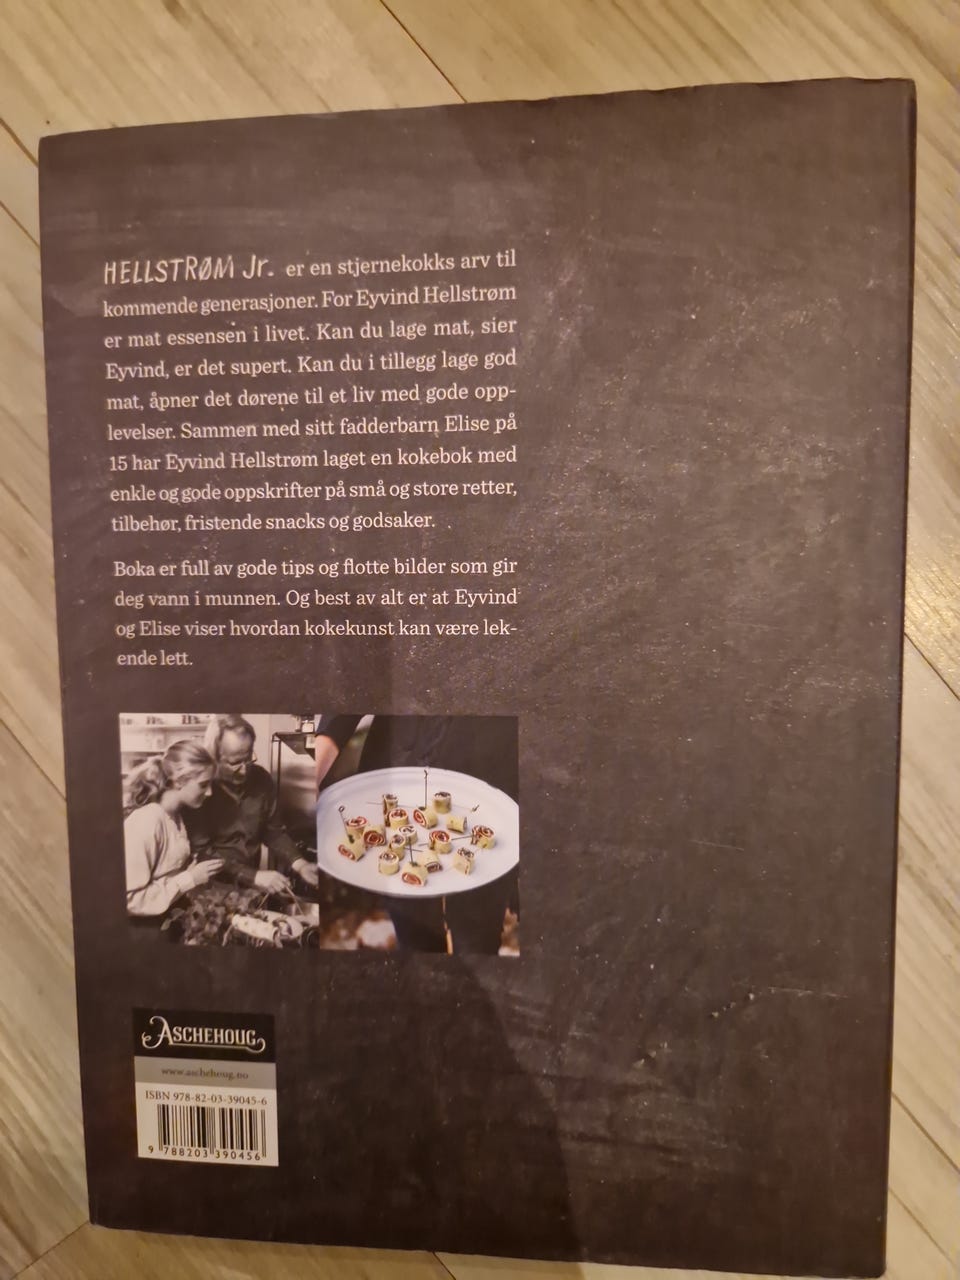 HELLSTRØM Jr. er en stjernekokks arv til
kommende generasjoner. For Eyvind Hellstrøm
er mat essensen i livet. Kan du lage mat, sier
Eyvind, er det supert. Kan du i tillegg lage god
mat, åpner det dørene til et liv med gode opp-
levelser. Sammen med sitt fadderbarn Elise på
15 har Eyvind Hellstrøm laget en kokebok med
enkle og gode oppskrifter på små og store retter,
tilbehør, fristende snacks og godsaker.
Boka er full av gode tips og flotte bilder som gir
deg vann i munnen. Og best av alt er at Eyvind
og Elise viser hvordan kokekunst kan være lek-
ende lett.
ASCHEHOUG
www.aschehoug.no
ISBN 978-82-03-39045-6
9 788203 390456